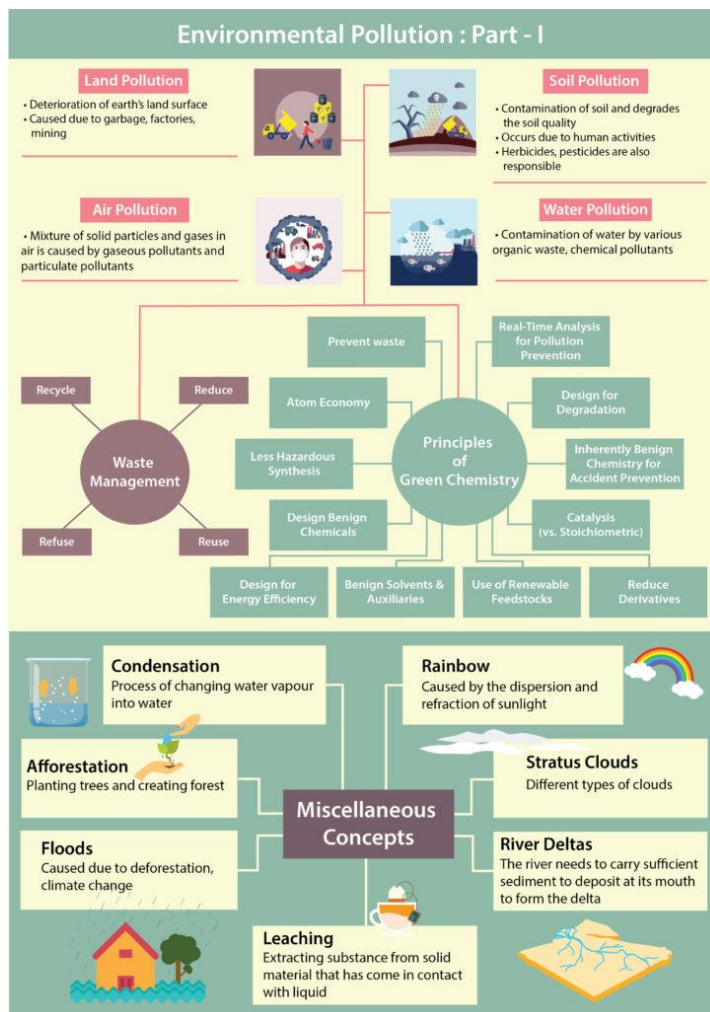 Environmental Pollution : Part - I
Land Pollution
• Deterioration of earth's land surface
• Caused due to garbage, factories,
mining
Soil Pollution
• Contamination of soil and degrades
the soil quality
• Occurs due to human activities
• Herbicides, pesticides are also
responsible
Air Pollution
• Mixture of solid particles and gases in
air is caused by gaseous pollutants and
particulate pollutants
Water Pollution
• Contamination of water by various
organic waste, chemical pollutants
Recycle
Reduce
Waste
Management
Refuse
Reuse
Prevent waste
Real-Time Analysis
for Pollution
Prevention
Atom Economy
Design for
Degradation
Principles
of
Green Chemistry
Less Hazardous
Synthesis
Inherently Benign
Chemistry for
Accident Prevention
Design Benign
Chemicals
Catalysis
(vs. Stoichiometric)
Design for
Energy Efficiency
Benign Solvents &
Auxiliaries
Use of Renewable
Feedstocks
Reduce
Derivatives
Condensation
Process of changing water vapour
into water
Rainbow
Caused by the dispersion and
refraction of sunlight
Afforestation
Planting trees and creating forest
Stratus Clouds
Different types of clouds
Miscellaneous
Concepts
Floods
Caused due to deforestation,
climate change
River Deltas
The river needs to carry sufficient
sediment to deposit at its mouth
to form the delta
Leaching
Extracting substance from solid
material that has come in contact
with liquid